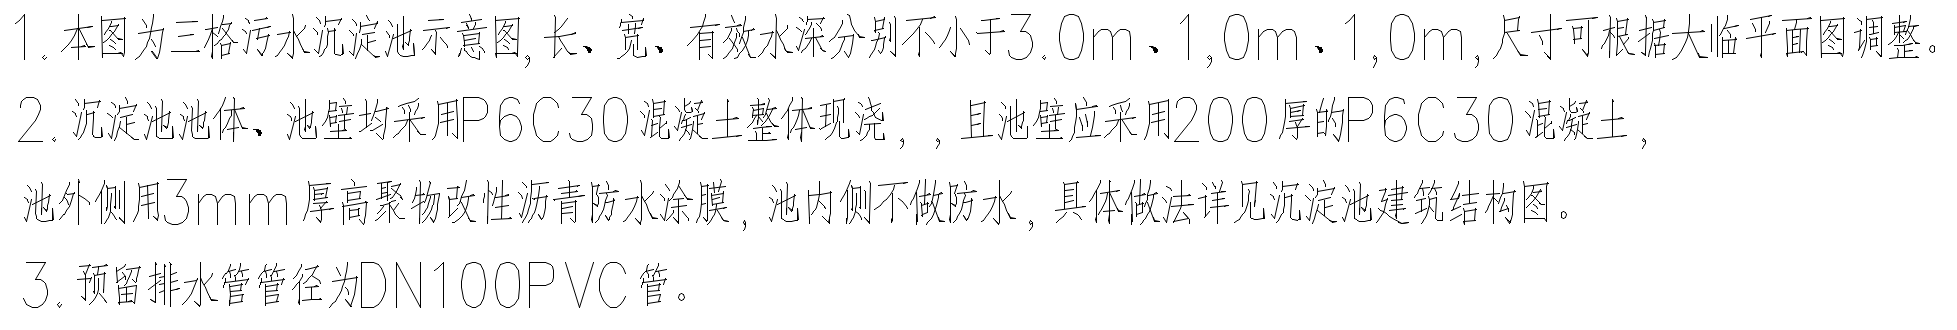 1.本图为三格污水沉淀池示意图,长、宽、有效水深分别不小于3.0m、1,0m、1,0m,尺寸可根据大临平面图调整。
2.沉淀池池体、池壁均采用P6C30混凝土整体现浇，，且池壁应采用200厚的P6C30混凝土，
池外侧用3mm厚高聚物改性沥青防水涂膜，池内侧不做防水，具体做法详见沉淀池建筑结构图。
3.预留排水管管径为DN100PVC管。